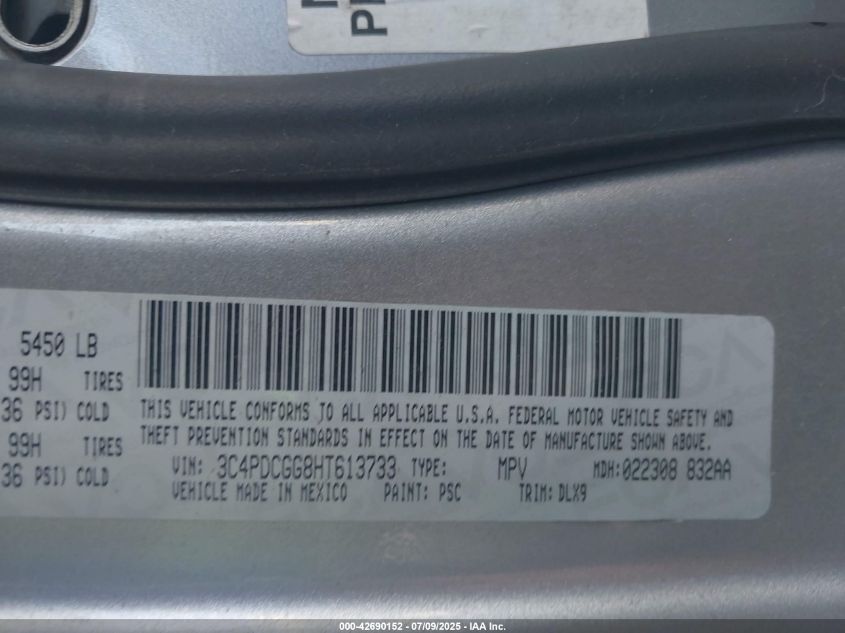 5450 LB
99H TIRES
36 PSI) COLD
99H TIRES
36 PSI) COLD
THIS VEHICLE CONFORMS TO ALL APPLICABLE U.S.A. FEDERAL MOTOR VEHICLE SAFETY AND
THEFT PREVENTION STANDARDS IN EFFECT ON THE DATE OF MANUFACTURE SHOWN ABOVE.
VIN: 3C4PDCGG8HT613733 TYPE: MPV MDH:022308 832AA
VEHICLE MADE IN MEXICO PAINT: PSC TRIM: DLX9
000-42690152 - 07/09/2025 - IAA Inc.